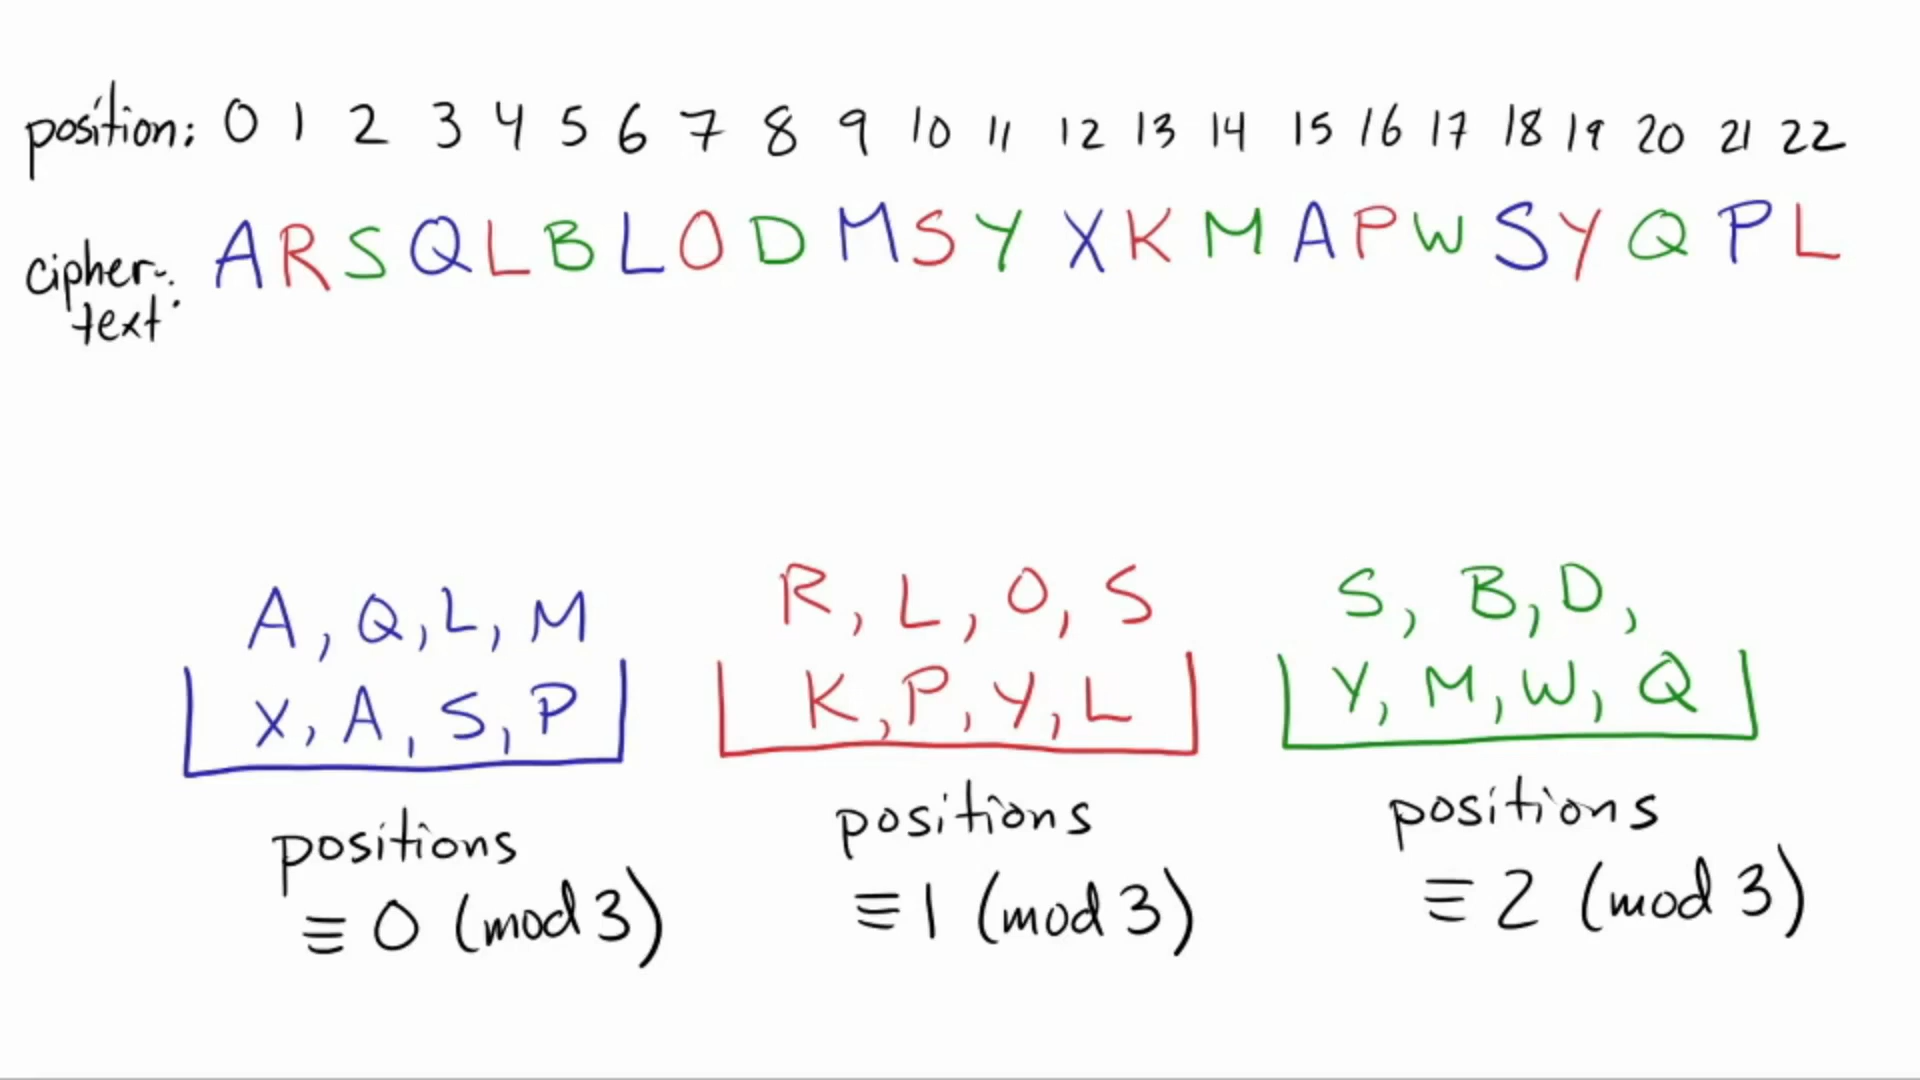 position: 0 1 2 3 4 5 6 7 8 9 10 11 12 13 14 15 16 17 18 19 20 21 22
cipher-
text: A R S Q L B L O D M S Y X K M A P W S Y Q P L
A, Q, L, M
X, A, S, P
positions
≡ 0 (mod 3)
R, L, O, S
K, P, Y, L
positions
≡ 1 (mod 3)
S, B, D,
Y, M, W, Q
positions
≡ 2 (mod 3)